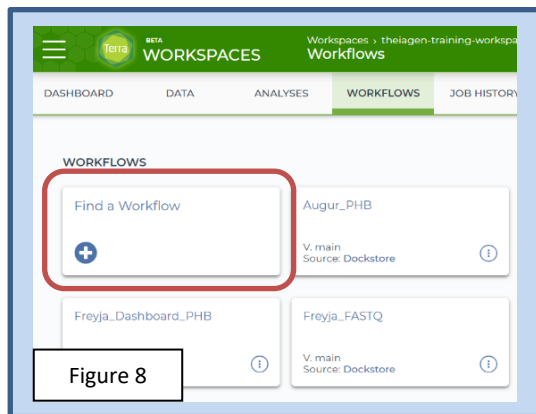 Terra
BETA
WORKSPACES
Workspaces › theiagen-training-workspa
Workflows
DASHBOARD DATA ANALYSES WORKFLOWS JOB HISTORY
WORKFLOWS
Find a Workflow
Augur_PHB
V. main
Source: Dockstore
Freyja_Dashboard_PHB
Freyja_FASTQ
V. main
Source: Dockstore
Figure 8